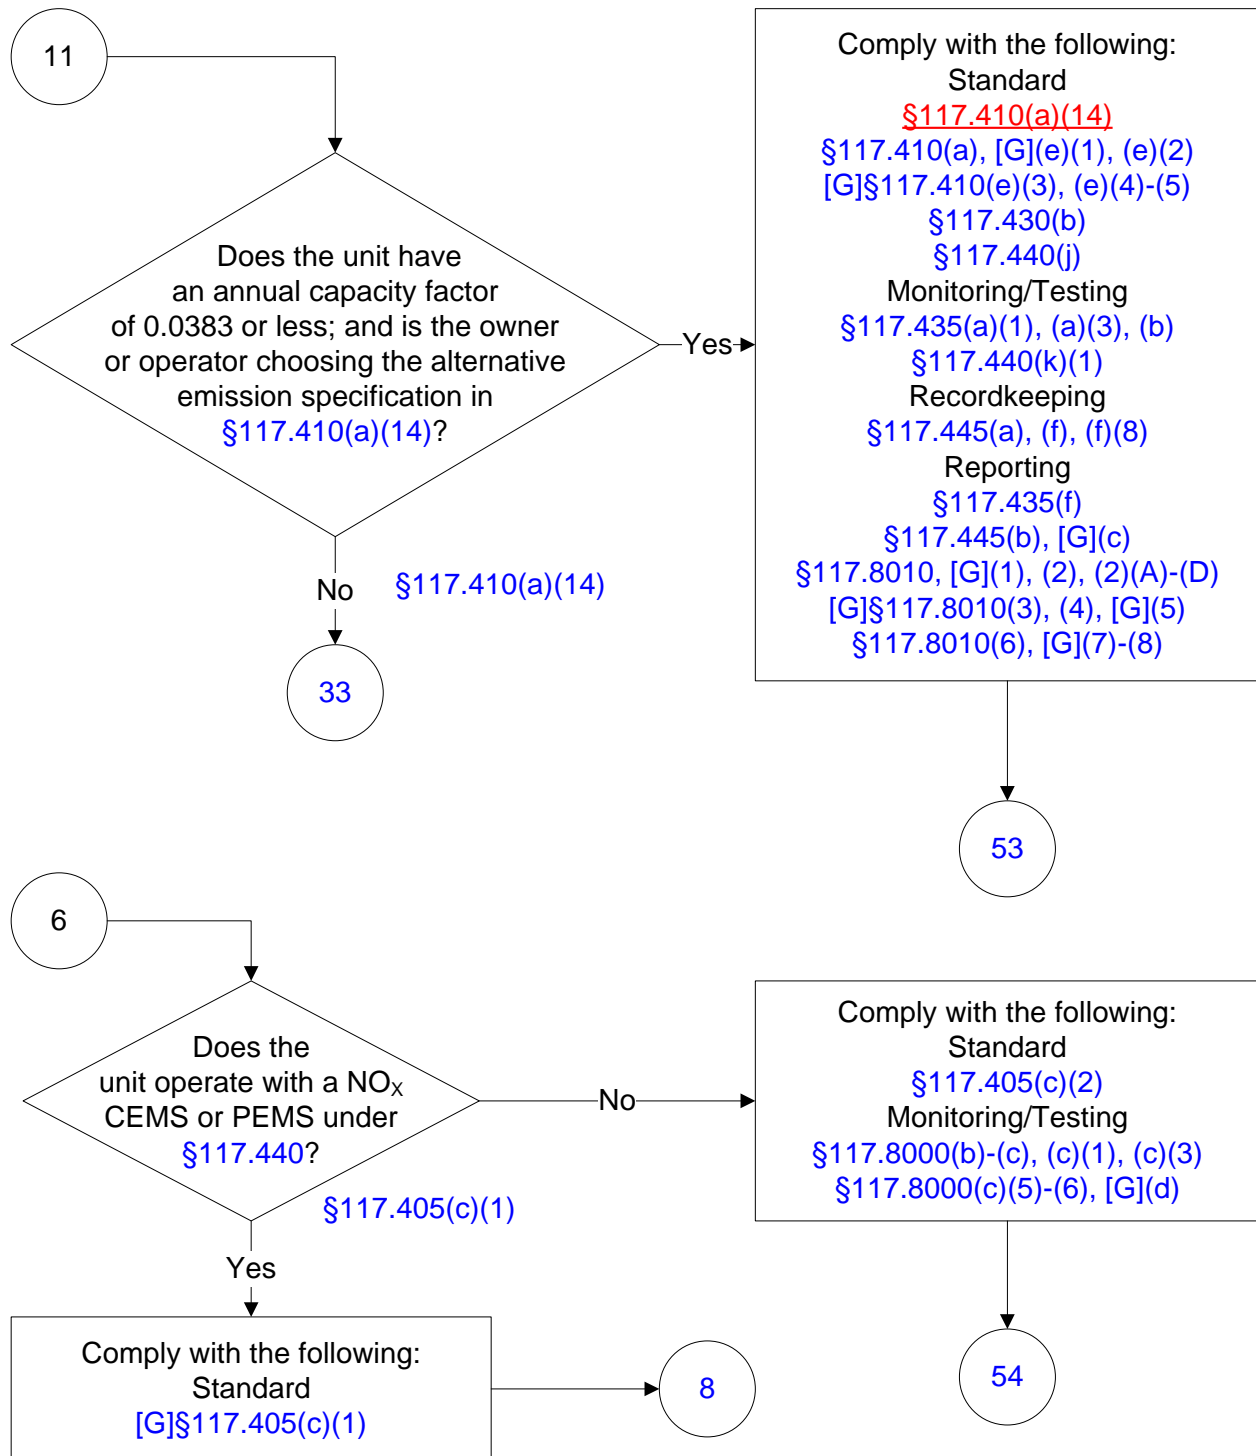 11
Does the unit have
an annual capacity factor
of 0.0383 or less; and is the owner
or operator choosing the alternative
emission specification in
§117.410(a)(14)?
Yes
Comply with the following:
Standard
§117.410(a)(14)
§117.410(a), [G](e)(1), (e)(2)
[G]§117.410(e)(3), (e)(4)-(5)
§117.430(b)
§117.440(j)
Monitoring/Testing
§117.435(a)(1), (a)(3), (b)
§117.440(k)(1)
Recordkeeping
§117.445(a), (f), (f)(8)
Reporting
§117.435(f)
§117.445(b), [G](c)
§117.8010, [G](1), (2), (2)(A)-(D)
[G]§117.8010(3), (4), [G](5)
§117.8010(6), [G](7)-(8)
No
§117.410(a)(14)
33
53
6
Does the
unit operate with a NOX
CEMS or PEMS under
§117.440?
No
§117.405(c)(1)
Comply with the following:
Standard
§117.405(c)(2)
Monitoring/Testing
§117.8000(b)-(c), (c)(1), (c)(3)
§117.8000(c)(5)-(6), [G](d)
Yes
Comply with the following:
Standard
[G]§117.405(c)(1)
8
54